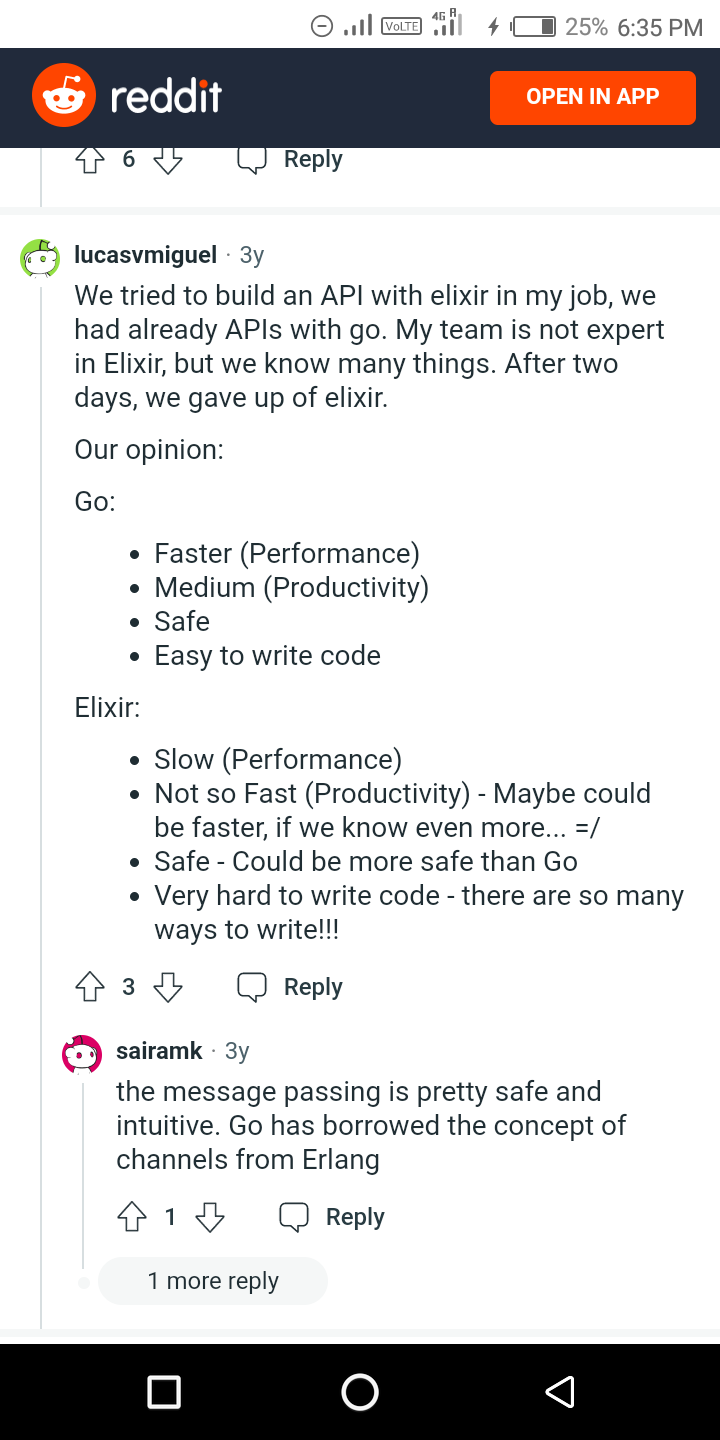 VoLTE 4G R 25% 6:35 PM
reddit OPEN IN APP
6 Reply
lucasvmiguel · 3y
We tried to build an API with elixir in my job, we
had already APIs with go. My team is not expert
in Elixir, but we know many things. After two
days, we gave up of elixir.
Our opinion:
Go:
• Faster (Performance)
• Medium (Productivity)
• Safe
• Easy to write code
Elixir:
• Slow (Performance)
• Not so Fast (Productivity) - Maybe could
be faster, if we know even more... =/
• Safe - Could be more safe than Go
• Very hard to write code - there are so many
ways to write!!!
3 Reply
sairamk · 3y
the message passing is pretty safe and
intuitive. Go has borrowed the concept of
channels from Erlang
1 Reply
1 more reply